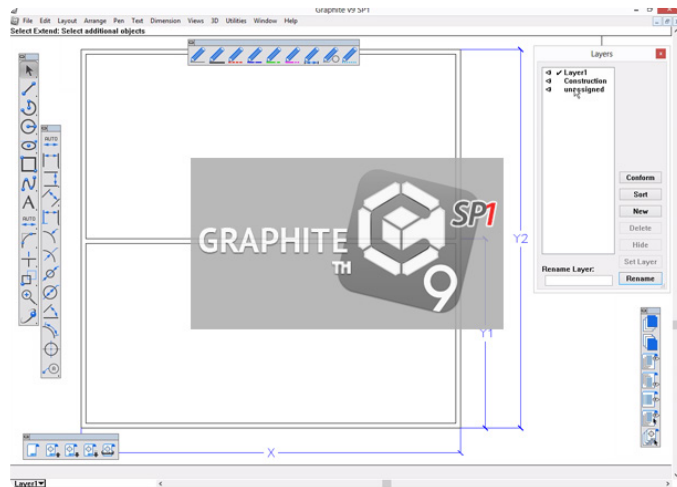 Graphite v9 SP1
File Edit Layout Arrange Pen Text Dimension Views 3D Utilities Window Help
Select Extend: Select additional objects
Layers
✔ Layer1
Construction
unassigned
AUTO
A
AUTO
Conform
Sort
New
Delete
Hide
Set Layer
Rename Layer:
Rename
GRAPHITE
TM
SP1
9
Y2
Y1
X
Layer1